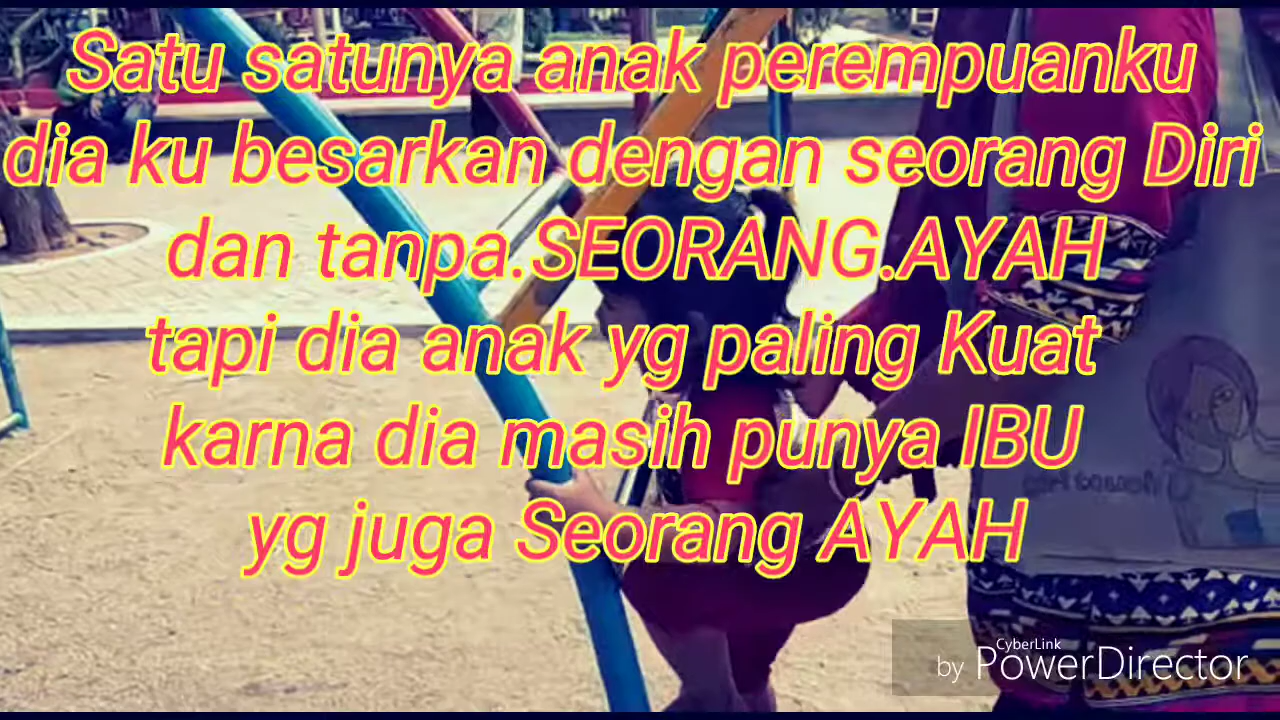 Satu satunya anak perempuanku
dia ku besarkan dengan seorang Diri
dan tanpa.SEORANG.AYAH
tapi dia anak yg paling Kuat
karna dia masih punya IBU
yg juga Seorang AYAH
CyberLink
by PowerDirector